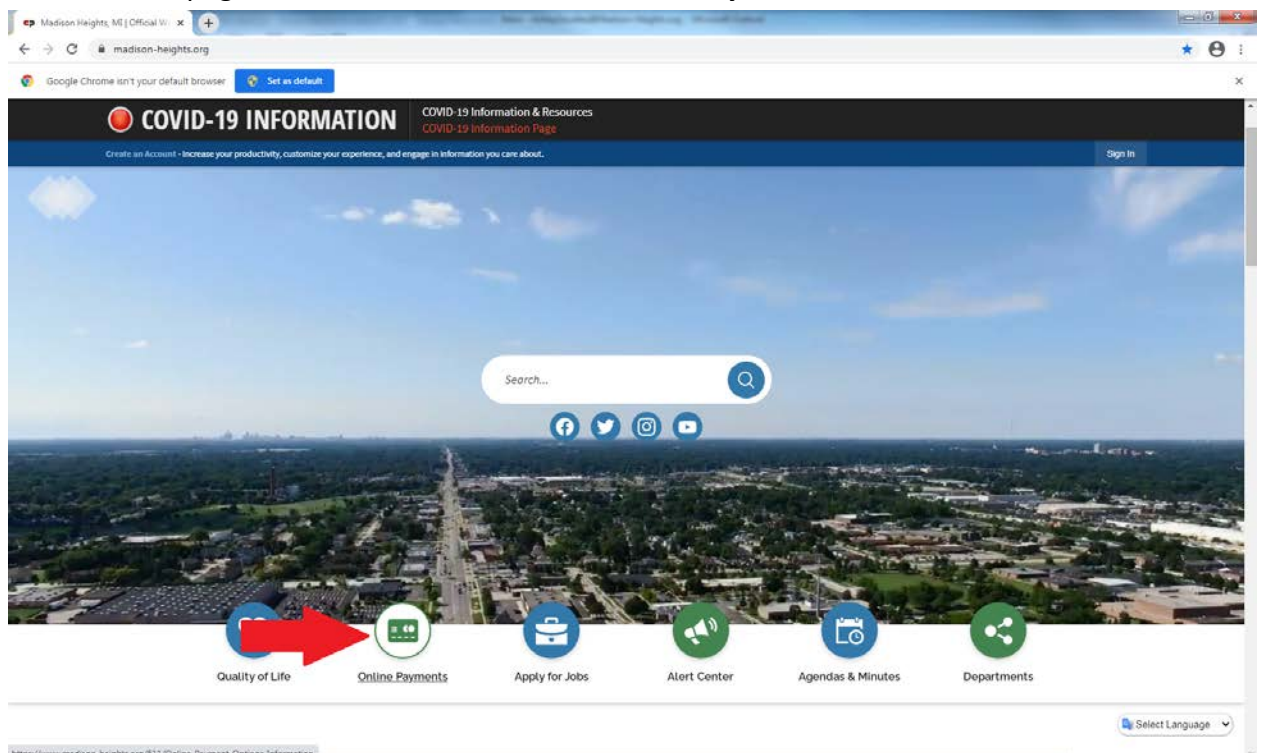 Madison Heights, MI | Official W
madison-heights.org
Google Chrome isn't your default browser
Set as default
COVID-19 INFORMATION
COVID-19 Information & Resources
COVID-19 Information Page
Create an Account - Increase your productivity, customize your experience, and engage in information you care about.
Sign In
Search...
Quality of Life
Online Payments
Apply for Jobs
Alert Center
Agendas & Minutes
Departments
Select Language